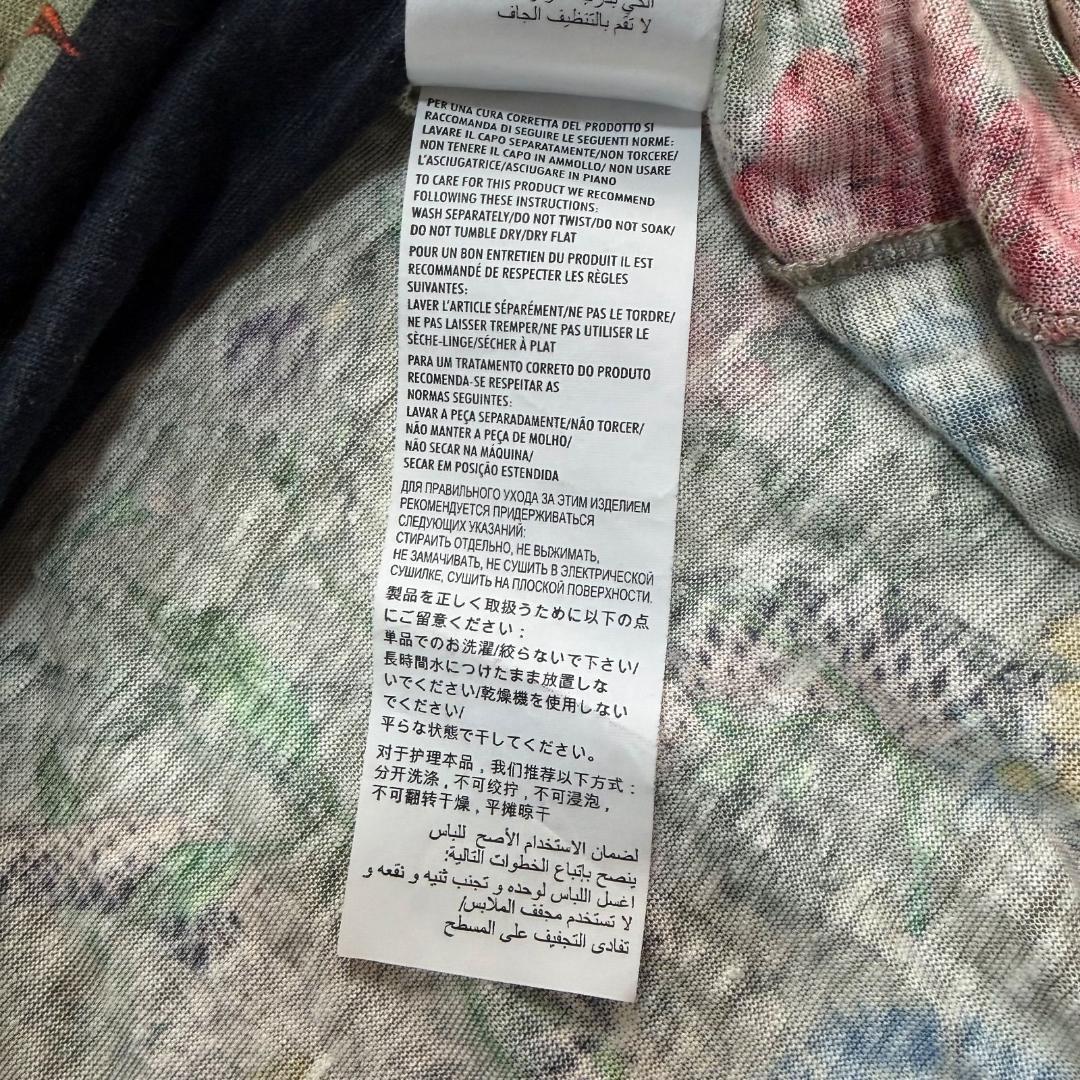 لا تقم بالتنظيف الجاف
PER UNA CURA CORRETTA DEL PRODOTTO SI
RACCOMANDA DI SEGUIRE LE SEGUENTI NORME:
LAVARE IL CAPO SEPARATAMENTE/NON TORCERE/
NON TENERE IL CAPO IN AMMOLLO/ NON USARE
L'ASCIUGATRICE/ASCIUGARE IN PIANO
TO CARE FOR THIS PRODUCT WE RECOMMEND
FOLLOWING THESE INSTRUCTIONS:
WASH SEPARATELY/DO NOT TWIST/DO NOT SOAK/
DO NOT TUMBLE DRY/DRY FLAT
POUR UN BON ENTRETIEN DU PRODUIT IL EST
RECOMMANDÉ DE RESPECTER LES RÈGLES
SUIVANTES:
LAVER L'ARTICLE SÉPARÉMENT/NE PAS LE TORDRE/
NE PAS LAISSER TREMPER/NE PAS UTILISER LE
SÈCHE-LINGE/SÉCHER À PLAT
PARA UM TRATAMENTO CORRETO DO PRODUTO
RECOMENDA-SE RESPEITAR AS
NORMAS SEGUINTES:
LAVAR A PEÇA SEPARADAMENTE/NÃO TORCER/
NÃO MANTER A PEÇA DE MOLHO/
NÃO SECAR NA MÁQUINA/
SECAR EM POSIÇÃO ESTENDIDA
ДЛЯ ПРАВИЛЬНОГО УХОДА ЗА ЭТИМ ИЗДЕЛИЕМ
РЕКОМЕНДУЕТСЯ ПРИДЕРЖИВАТЬСЯ
СЛЕДУЮЩИХ УКАЗАНИЙ:
СТИРАИТЬ ОТДЕЛЬНО, НЕ ВЫЖИМАТЬ,
НЕ ЗАМАЧИВАТЬ, НЕ СУШИТЬ В ЭЛЕКТРИЧЕСКОЙ
СУШИЛКЕ, СУШИТЬ НА ПЛОСКОЙ ПОВЕРХНОСТИ.
製品を正しく取扱うために以下の点
にご留意ください：
単品でのお洗濯/絞らないで下さい/
長時間水につけたまま放置しな
いでください/乾燥機を使用しない
でください/
平らな状態で干してください。
对于护理本品，我们推荐以下方式：
分开洗涤，不可绞拧，不可浸泡，
不可翻转干燥，平摊晾干
لضمان الاستخدام الأصح للباس
ينصح بإتباع الخطوات التالية:
اغسل اللباس لوحده و تجنب ثنيه و نقعه و
لا تستخدم مجفف الملابس/
تفادى التجفيف على المسطح